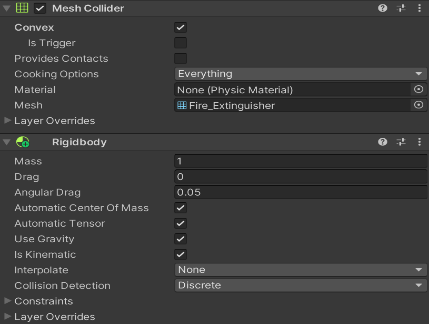 Mesh Collider
Convex
Is Trigger
Provides Contacts
Cooking Options Everything
Material None (Physic Material)
Mesh Fire_Extinguisher
Layer Overrides
Rigidbody
Mass 1
Drag 0
Angular Drag 0.05
Automatic Center Of Mass
Automatic Tensor
Use Gravity
Is Kinematic
Interpolate None
Collision Detection Discrete
Constraints
Layer Overrides